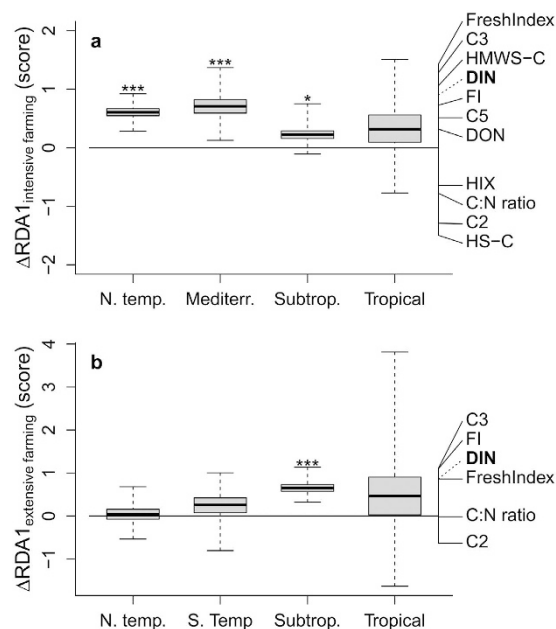 a
ΔRDA1intensive farming (score)
2
1
0
−1
−2
***
***
*
N. temp. Mediterr. Subtrop. Tropical
FreshIndex
C3
HMWS−C
DIN
FI
C5
DON
HIX
C:N ratio
C2
HS−C
b
ΔRDA1extensive farming (score)
4
3
2
1
0
−1
***
N. temp. S. Temp Subtrop. Tropical
C3
FI
DIN
FreshIndex
C:N ratio
C2